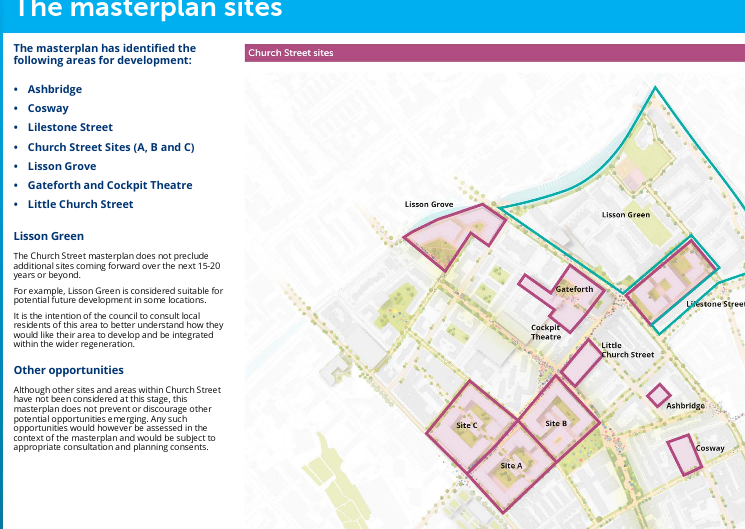 The masterplan sites
The masterplan has identified the
following areas for development:
• Ashbridge
• Cosway
• Lilestone Street
• Church Street Sites (A, B and C)
• Lisson Grove
• Gateforth and Cockpit Theatre
• Little Church Street
Lisson Green
The Church Street masterplan does not preclude
additional sites coming forward over the next 15-20
years or beyond.
For example, Lisson Green is considered suitable for
potential future development in some locations.
It is the intention of the council to consult local
residents of this area to better understand how they
would like their area to develop and be integrated
within the wider regeneration.
Other opportunities
Although other sites and areas within Church Street
have not been considered at this stage, this
masterplan does not prevent or discourage other
potential opportunities emerging. Any such
opportunities would however be assessed in the
context of the masterplan and would be subject to
appropriate consultation and planning consents.
Church Street sites
Lisson Grove
Lisson Green
Gateforth
Lilestone Street
Cockpit
Theatre
Little
Church Street
Ashbridge
Site C
Site B
Cosway
Site A